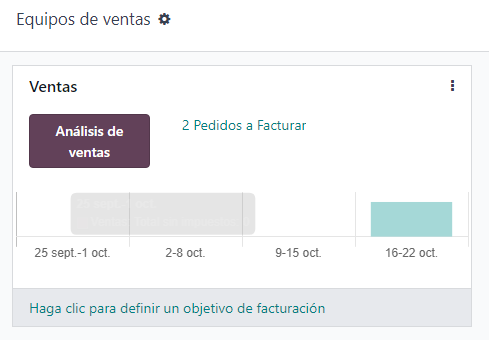 Equipos de ventas
Ventas
Análisis de
ventas
2 Pedidos a Facturar
25 sept.-1 oct.
2-8 oct.
9-15 oct.
16-22 oct.
Haga clic para definir un objetivo de facturación